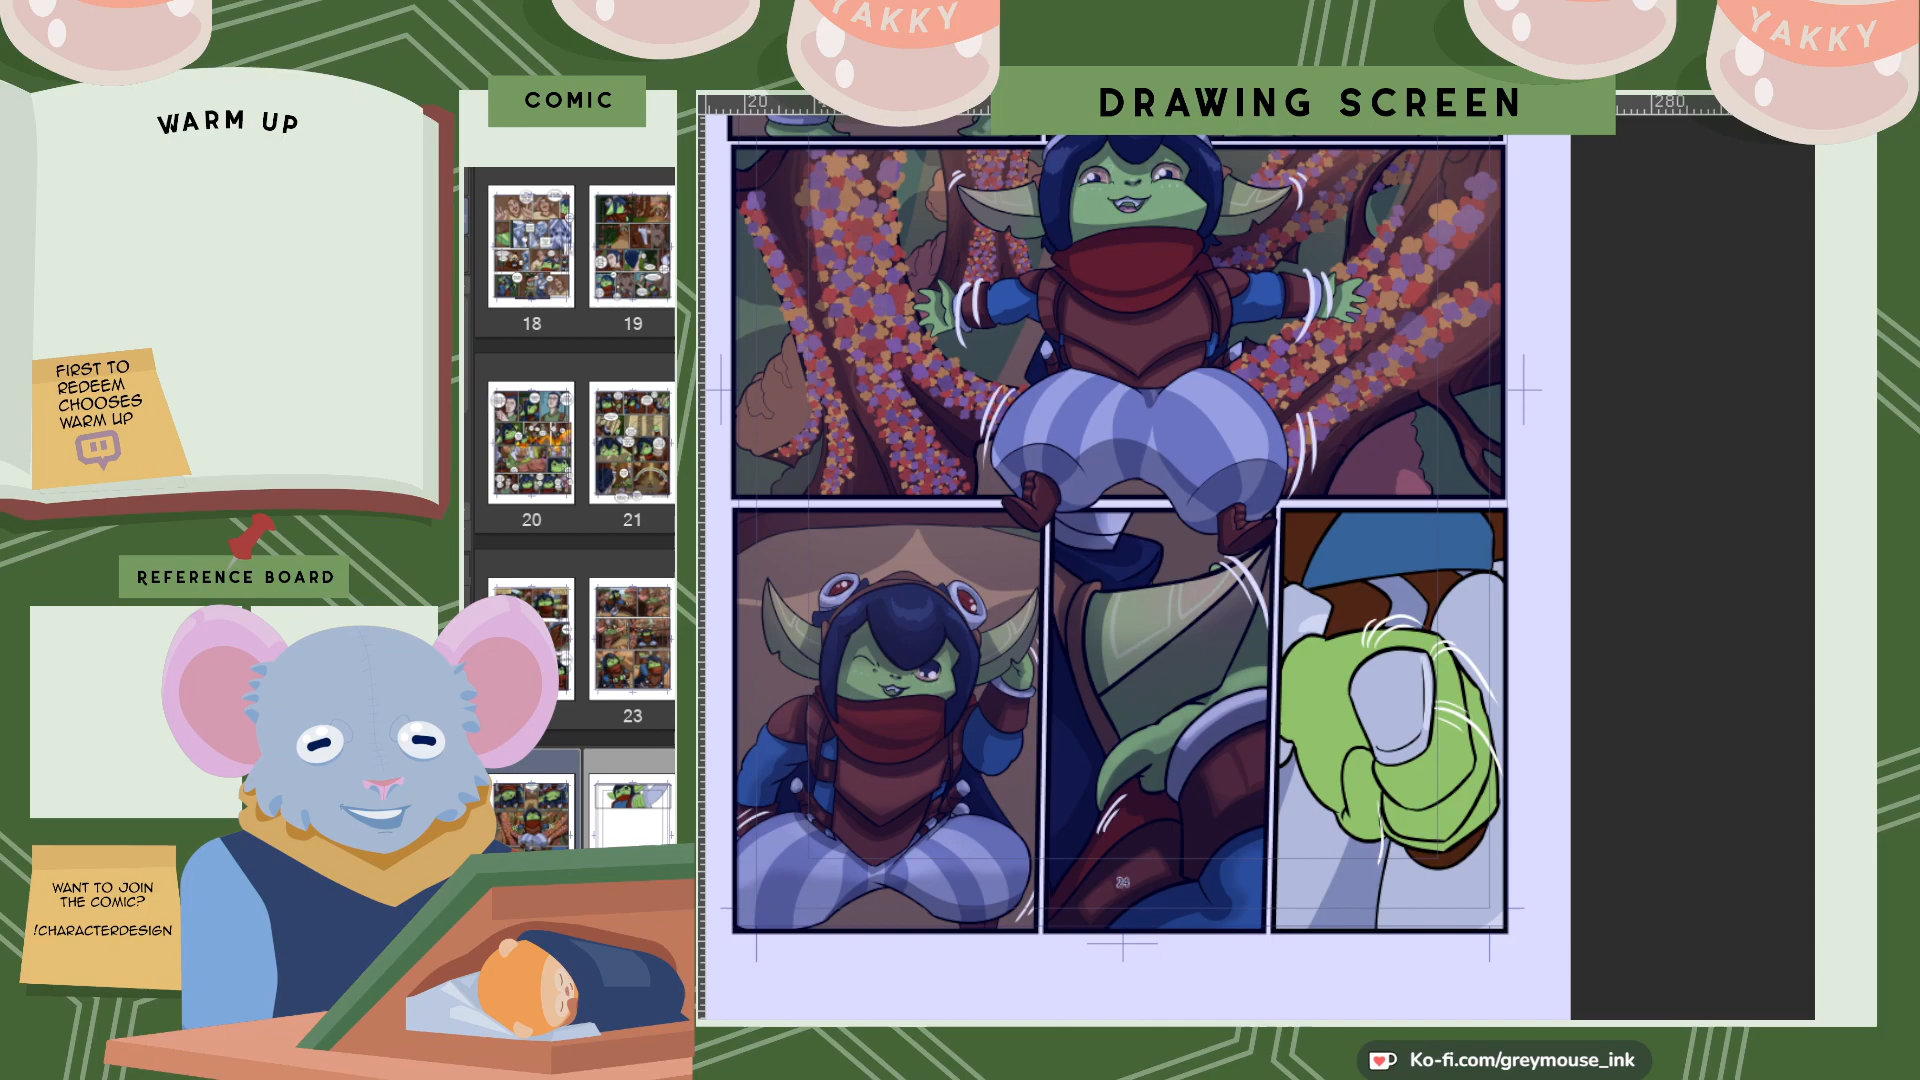 YAKKY
YAKKY
WARM UP
COMIC
DRAWING SCREEN
20
280
18
19
FIRST TO
REDEEM
CHOOSES
WARM UP
20
21
REFERENCE BOARD
23
WANT TO JOIN
THE COMIC?
!CHARACTERDESIGN
24
Ko-fi.com/greymouse_ink